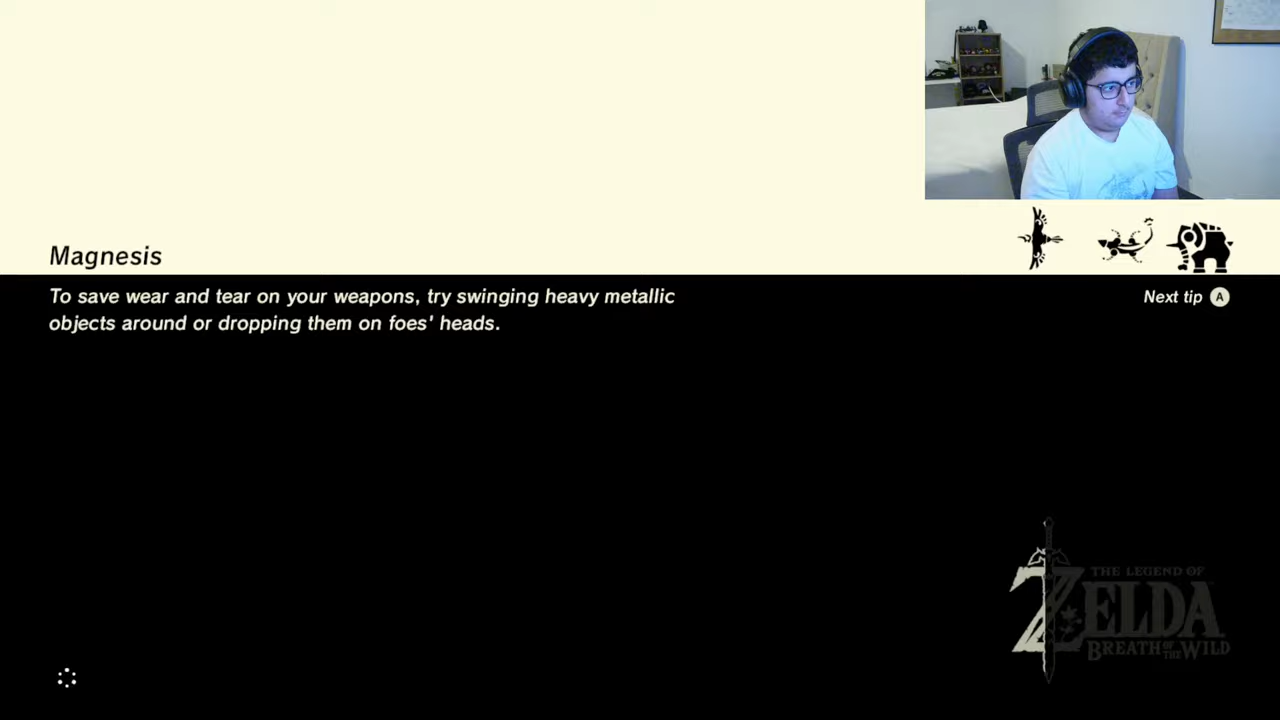 Magnesis
To save wear and tear on your weapons, try swinging heavy metallic
objects around or dropping them on foes' heads.
Next tip A
THE LEGEND OF
ZELDA
BREATH OF THE WILD